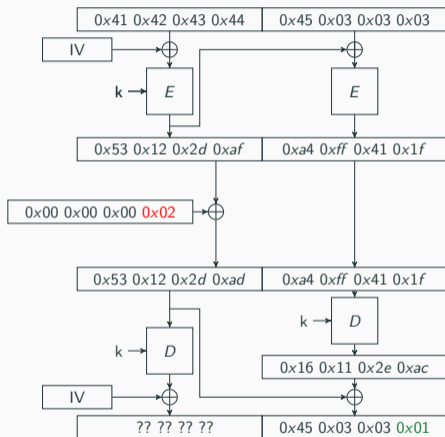 0x41 0x42 0x43 0x44 0x45 0x03 0x03 0x03
IV
k E E
0x53 0x12 0x2d 0xaf 0xa4 0xff 0x41 0x1f
0x00 0x00 0x00 0x02
0x53 0x12 0x2d 0xad 0xa4 0xff 0x41 0x1f
k D
k D
0x16 0x11 0x2e 0xac
IV
?? ?? ?? ?? 0x45 0x03 0x03 0x01